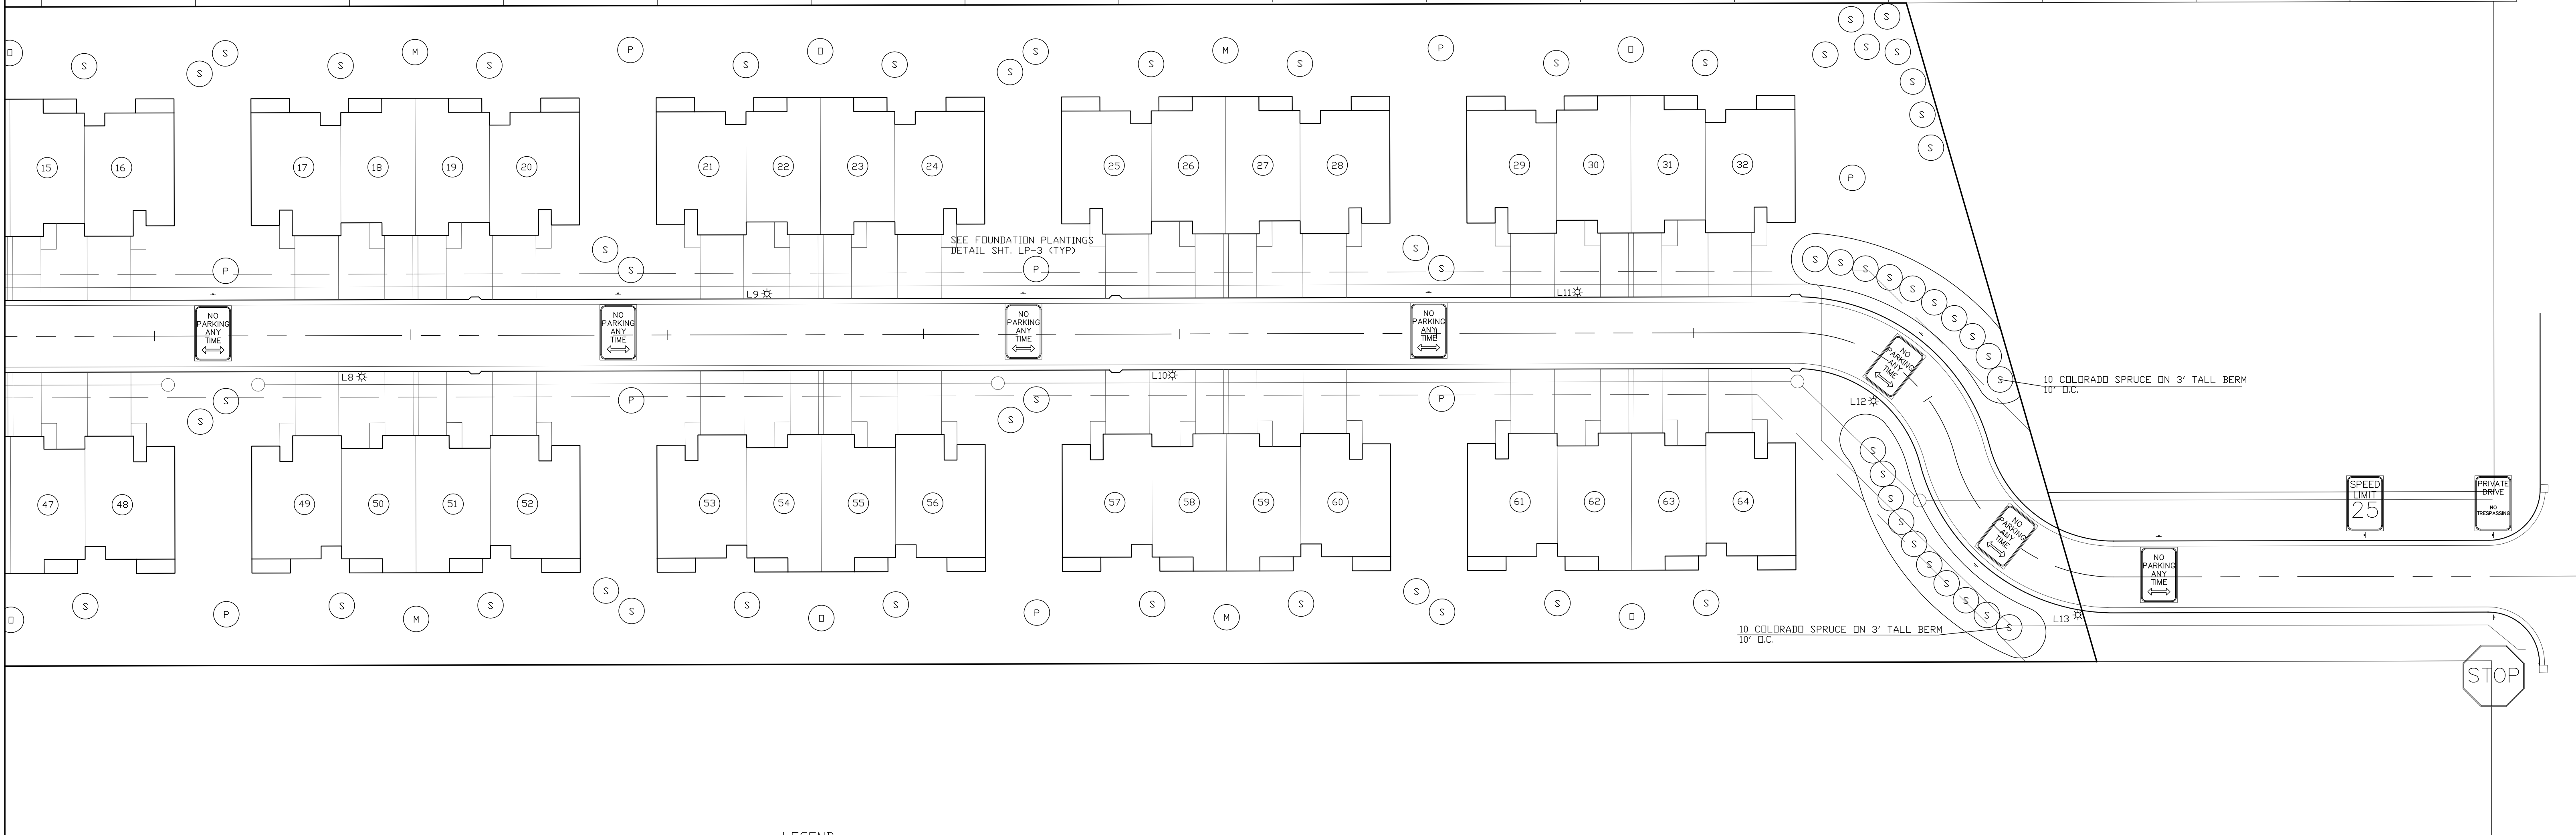 S S
O S S S M S P S O S S S M S P S O S S S S S
S S
S S
15 16 17 18 19 20 21 22 23 24 25 26 27 28 29 30 31 32
P
SEE FOUNDATION PLANTINGS
DETAIL SHT. LP-3 (TYP)
P S S P S S
S S S S S S S S S S
L9 L11
NO
PARKING
ANY
TIME
NO
PARKING
ANY
TIME
NO
PARKING
ANY
TIME
NO
PARKING
ANY
TIME
NO
PARKING
ANY
TIME
L8 L10 L12
10 COLORADO SPRUCE ON 3' TALL BERM
10' O.C.
S S P S S P
47 48 49 50 51 52 53 54 55 56 57 58 59 60 61 62 63 64
S S S S S S S S S S
NO
PARKING
ANY
TIME
SPEED
LIMIT
25
PRIVATE
DRIVE
NO
TRESPASSING
NO
PARKING
ANY
TIME
O S P S M S S S S O S P S M S S S S O S
L13
10 COLORADO SPRUCE ON 3' TALL BERM
10' O.C.
STOP
LEGEND